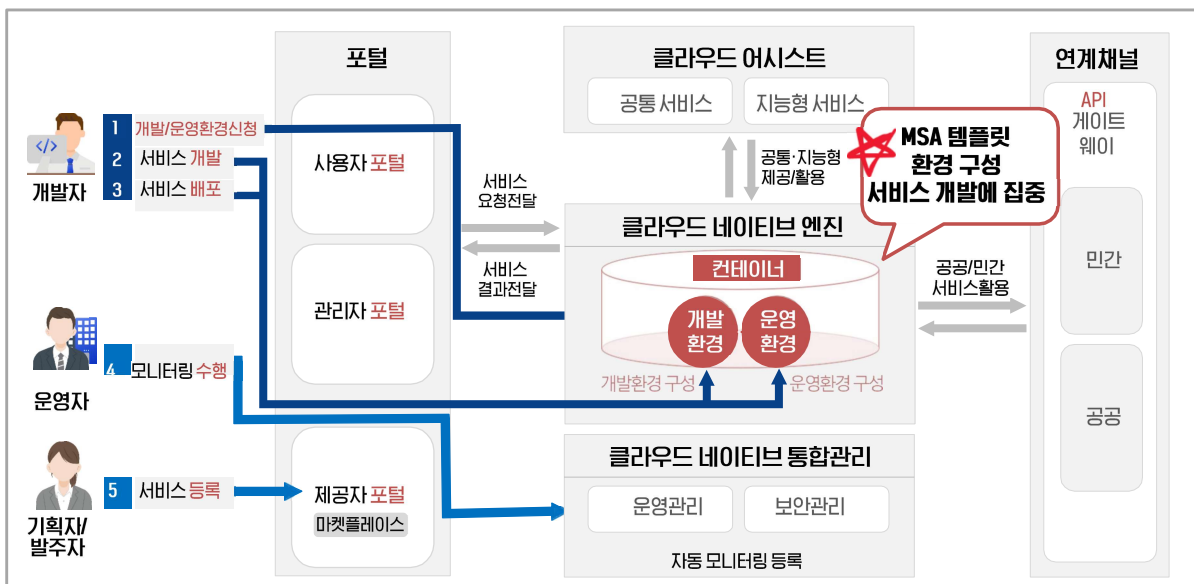 포털
클라우드 어시스트
연계채널
공통 서비스
지능형 서비스
API
게이트
웨이
MSA 템플릿
환경 구성
서비스 개발에 집중
</>
개발자
1 개발/운영환경신청
2 서비스 개발
3 서비스 배포
사용자 포털
서비스
요청전달
공통·지능형
제공/활용
클라우드 네이티브 엔진
컨테이너
서비스
결과전달
공공/민간
서비스활용
민간
관리자 포털
개발
환경
운영
환경
개발환경 구성
운영환경 구성
운영자
4 모니터링 수행
공공
클라우드 네이티브 통합관리
5 서비스 등록
제공자 포털
마켓플레이스
운영관리
보안관리
기획자/
발주자
자동 모니터링 등록